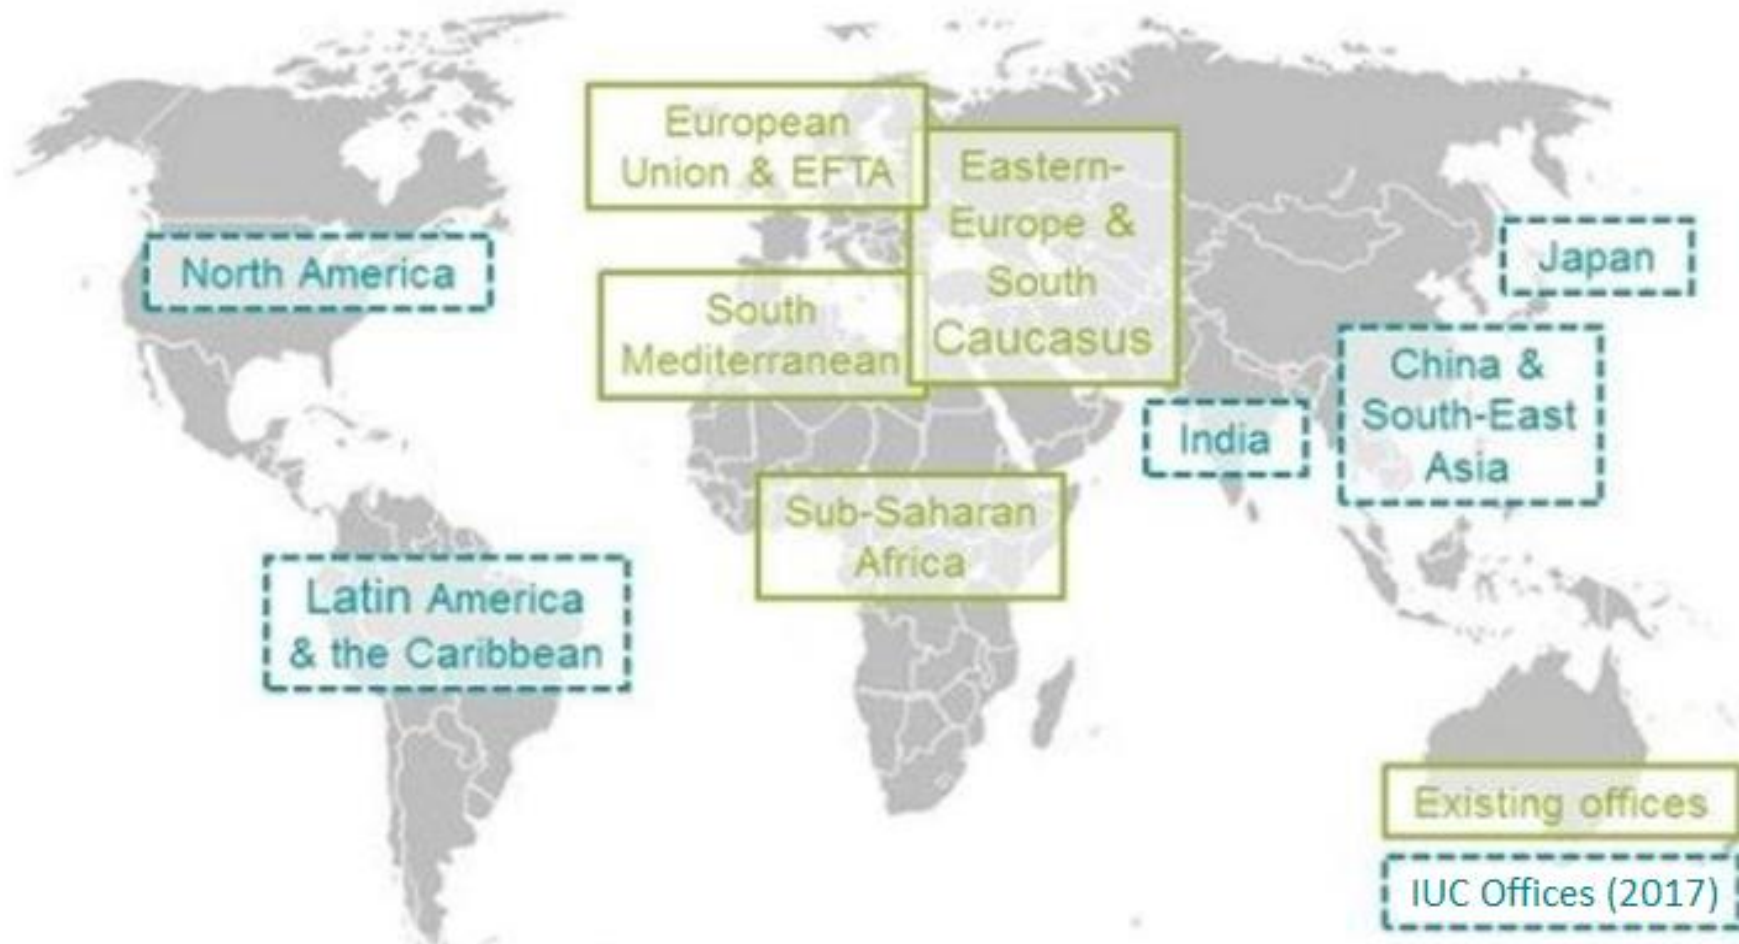 European
Union & EFTA
Eastern-
Europe &
South
Caucasus
North America
Japan
South
Mediterranean
China &
South-East
Asia
India
Sub-Saharan
Africa
Latin America
& the Caribbean
Existing offices
IUC Offices (2017)